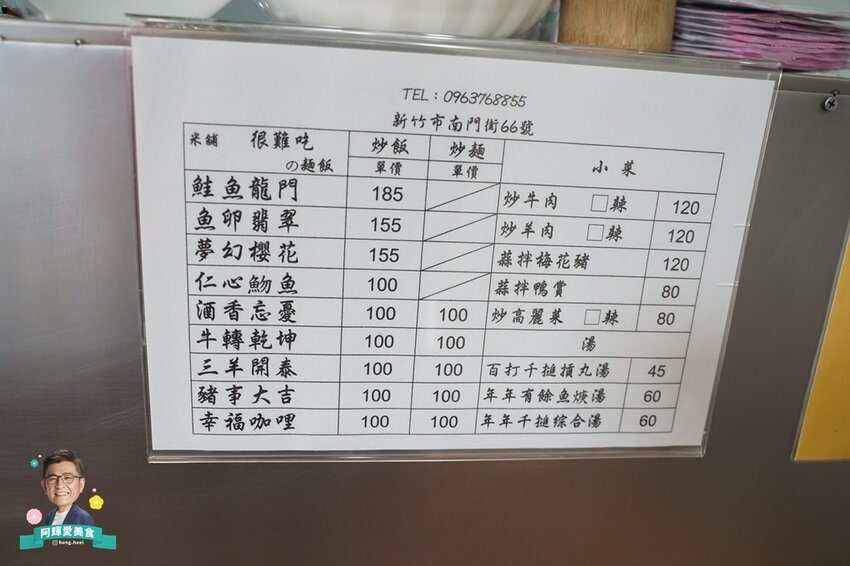 TEL：0963768855
新竹市南門街66號
米舖 很難吃 炒飯 炒麵 小菜
の麵飯 單價 單價
鮭魚龍門 185 炒牛肉 □辣 120
魚卵翡翠 155 炒羊肉 □辣 120
夢幻櫻花 155 蒜拌梅花豬 120
仁心魩魚 100 蒜拌鴨賞 80
酒香忘憂 100 100 炒高麗菜 □辣 80
牛轉乾坤 100 100 湯
三羊開泰 100 100 百打千搥摃丸湯 45
豬事大吉 100 100 年年有餘魚焿湯 60
幸福咖哩 100 100 年年千搥綜合湯 60
阿輝愛美食
hung.huei